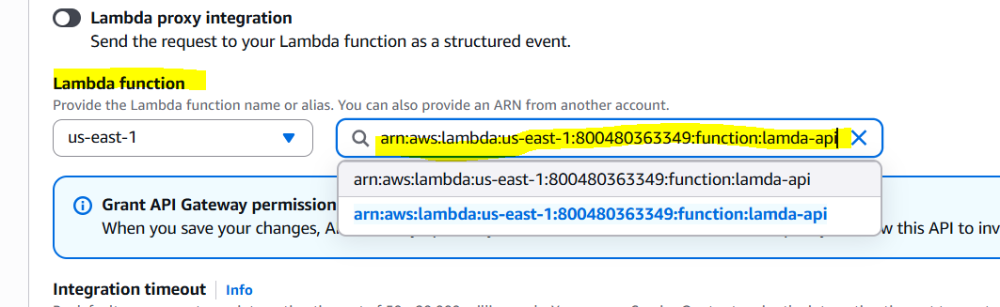 Lambda proxy integration
Send the request to your Lambda function as a structured event.
Lambda function
Provide the Lambda function name or alias. You can also provide an ARN from another account.
us-east-1
arn:aws:lambda:us-east-1:800480363349:function:lamda-api
arn:aws:lambda:us-east-1:800480363349:function:lamda-api
Grant API Gateway permission
arn:aws:lambda:us-east-1:800480363349:function:lamda-api
When you save your changes, this API to
Integration timeout Info